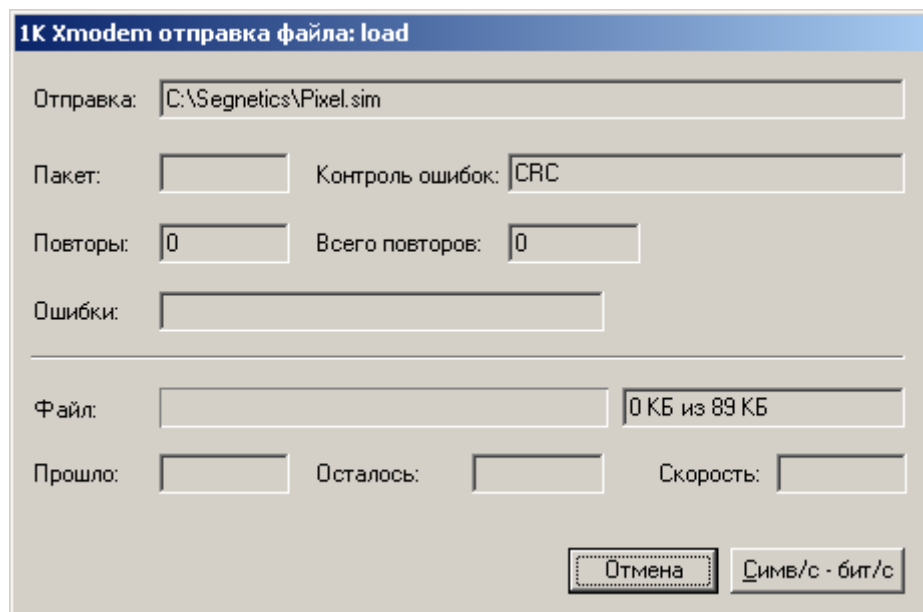 1K Xmodem отправка файла: load
Отправка: C:\Segnetics\Pixel.sim
Пакет: Контроль ошибок: CRC
Повторы: 0 Всего повторов: 0
Ошибки:
Файл: 0 КБ из 89 КБ
Прошло: Осталось: Скорость:
Отмена Симв/с - бит/с